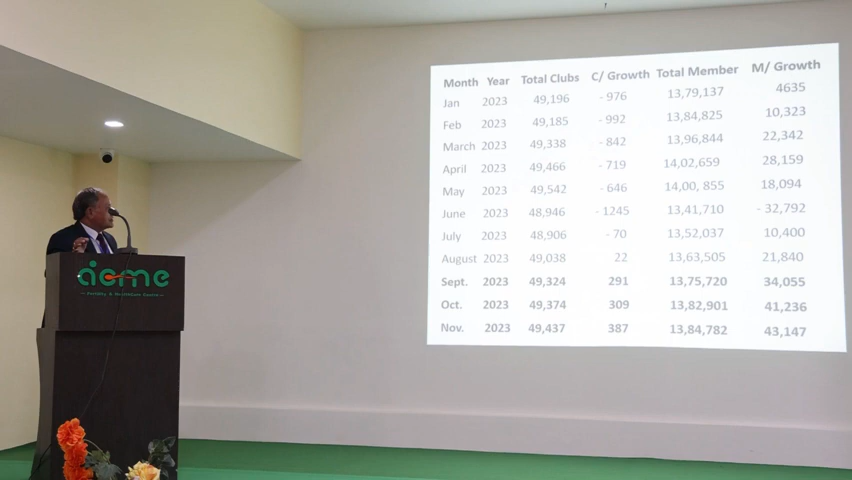 Month Year Total Clubs C/ Growth Total Member M/ Growth
Jan 2023 49,196 - 976 13,79,137 4635
Feb 2023 49,185 - 992 13,84,825 10,323
March 2023 49,338 - 842 13,96,844 22,342
April 2023 49,466 - 719 14,02,659 28,159
May 2023 49,542 - 646 14,00, 855 18,094
June 2023 48,946 - 1245 13,41,710 - 32,792
July 2023 48,906 - 70 13,52,037 10,400
August 2023 49,038 22 13,63,505 21,840
Sept. 2023 49,324 291 13,75,720 34,055
Oct. 2023 49,374 309 13,82,901 41,236
Nov. 2023 49,437 387 13,84,782 43,147
acme
Fertility & Healthcare Centre